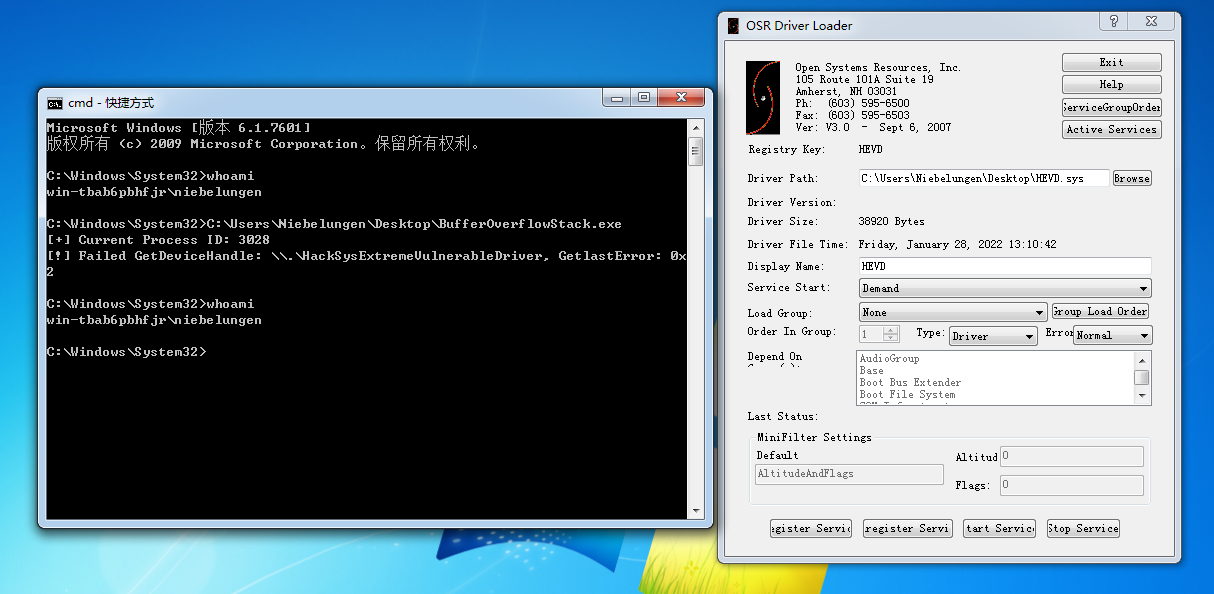 cmd - 快捷方式
Microsoft Windows [版本 6.1.7601]
版权所有 (c) 2009 Microsoft Corporation。保留所有权利。
C:\Windows\System32>whoami
win-tbab6pbhfjr\niebelungen
C:\Windows\System32>C:\Users\Niebelungen\Desktop\BufferOverflowStack.exe
[+] Current Process ID: 3028
[!] Failed GetDeviceHandle: \\.\HackSysExtremeVulnerableDriver, GetlastError: 0x
2
C:\Windows\System32>whoami
win-tbab6pbhfjr\niebelungen
C:\Windows\System32>
OSR Driver Loader
Open Systems Resources, Inc.
105 Route 101A Suite 19
Amherst, NH 03031
Ph: (603) 595-6500
Fax: (603) 595-6503
Ver: V3.0 - Sept 6, 2007
Exit
Help
ServiceGroupOrder
Active Services
Registry Key: HEVD
Driver Path: C:\Users\Niebelungen\Desktop\HEVD.sys Browse
Driver Version:
Driver Size: 38920 Bytes
Driver File Time: Friday, January 28, 2022 13:10:42
Display Name: HEVD
Service Start: Demand
Load Group: None Group Load Order
Order In Group: 1 Type: Driver Error Normal
Depend On
AudioGroup
Base
Boot Bus Extender
Boot File System
Last Status:
MiniFilter Settings
Default
AltitudeAndFlags
Altitud 0
Flags: 0
egister Servic register Servi tart Servic Stop Service